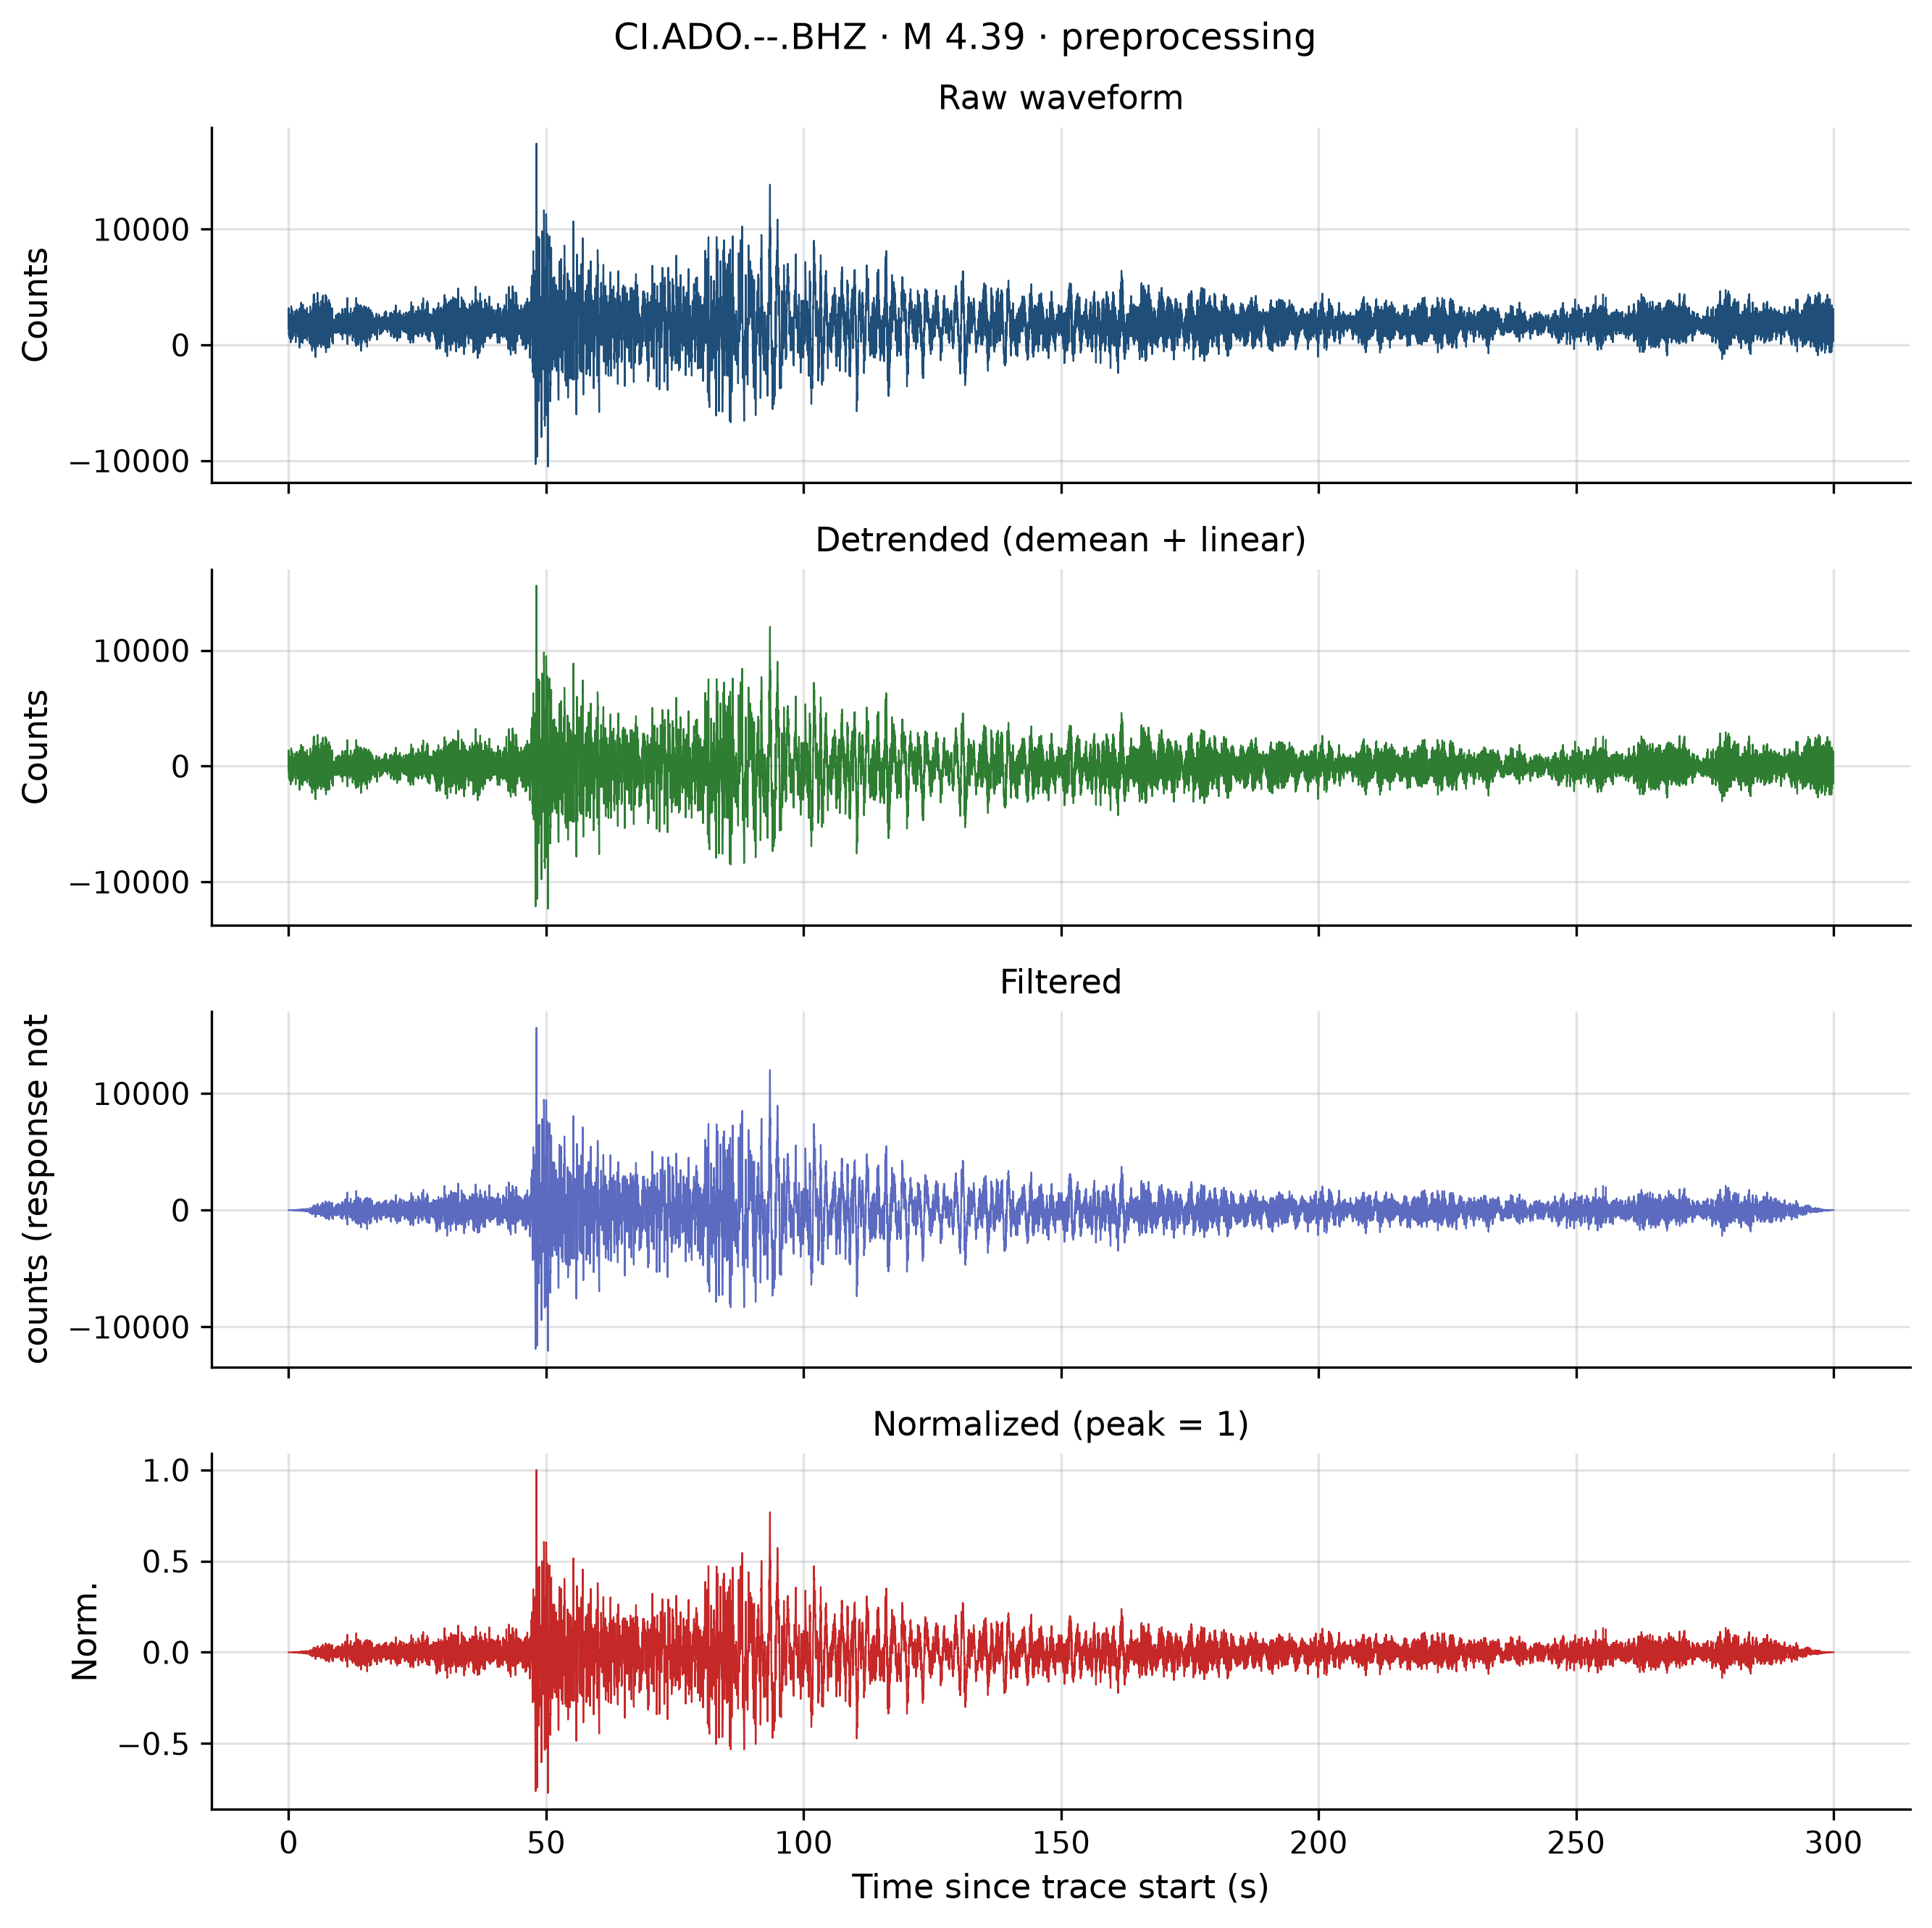 CI.ADO.--.BHZ · M 4.39 · preprocessing
Raw waveform
Counts
10000
0
−10000
Detrended (demean + linear)
Counts
10000
0
−10000
Filtered
counts (response not
10000
0
−10000
Normalized (peak = 1)
Norm.
1.0
0.5
0.0
−0.5
0 50 100 150 200 250 300
Time since trace start (s)